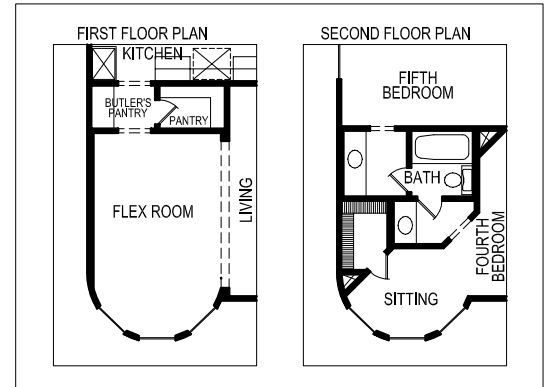 FIRST FLOOR PLAN
KITCHEN
BUTLER'S
PANTRY
PANTRY
FLEX ROOM
LIVING
SECOND FLOOR PLAN
FIFTH
BEDROOM
BATH
FOURTH
BEDROOM
SITTING